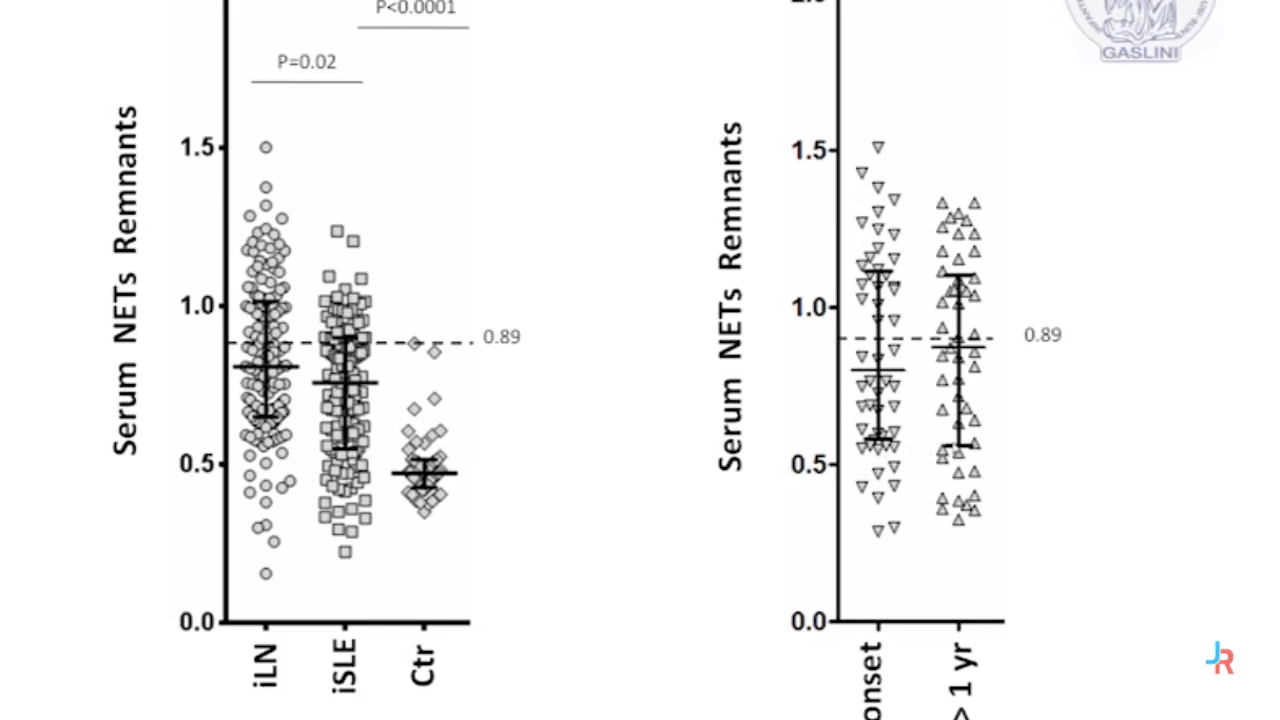 P<0.0001
P=0.02
Serum NETs Remnants
1.5
1.0
0.5
0.0
0.89
iLN
iSLE
Ctr
Serum NETs Remnants
1.5
1.0
0.5
0.0
0.89
onset
> 1 yr
GASLINI
JR